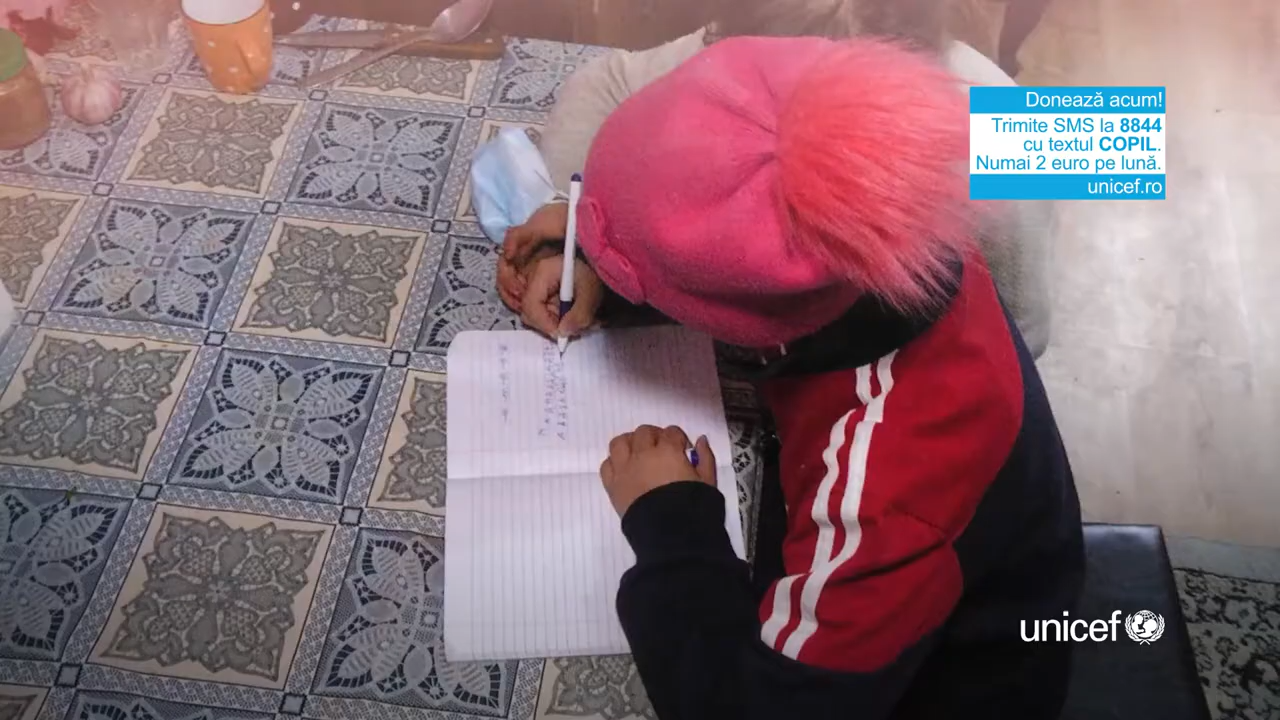 Donează acum!
Trimite SMS la 8844
cu textul COPIL.
Numai 2 euro pe lună.
unicef.ro
unicef